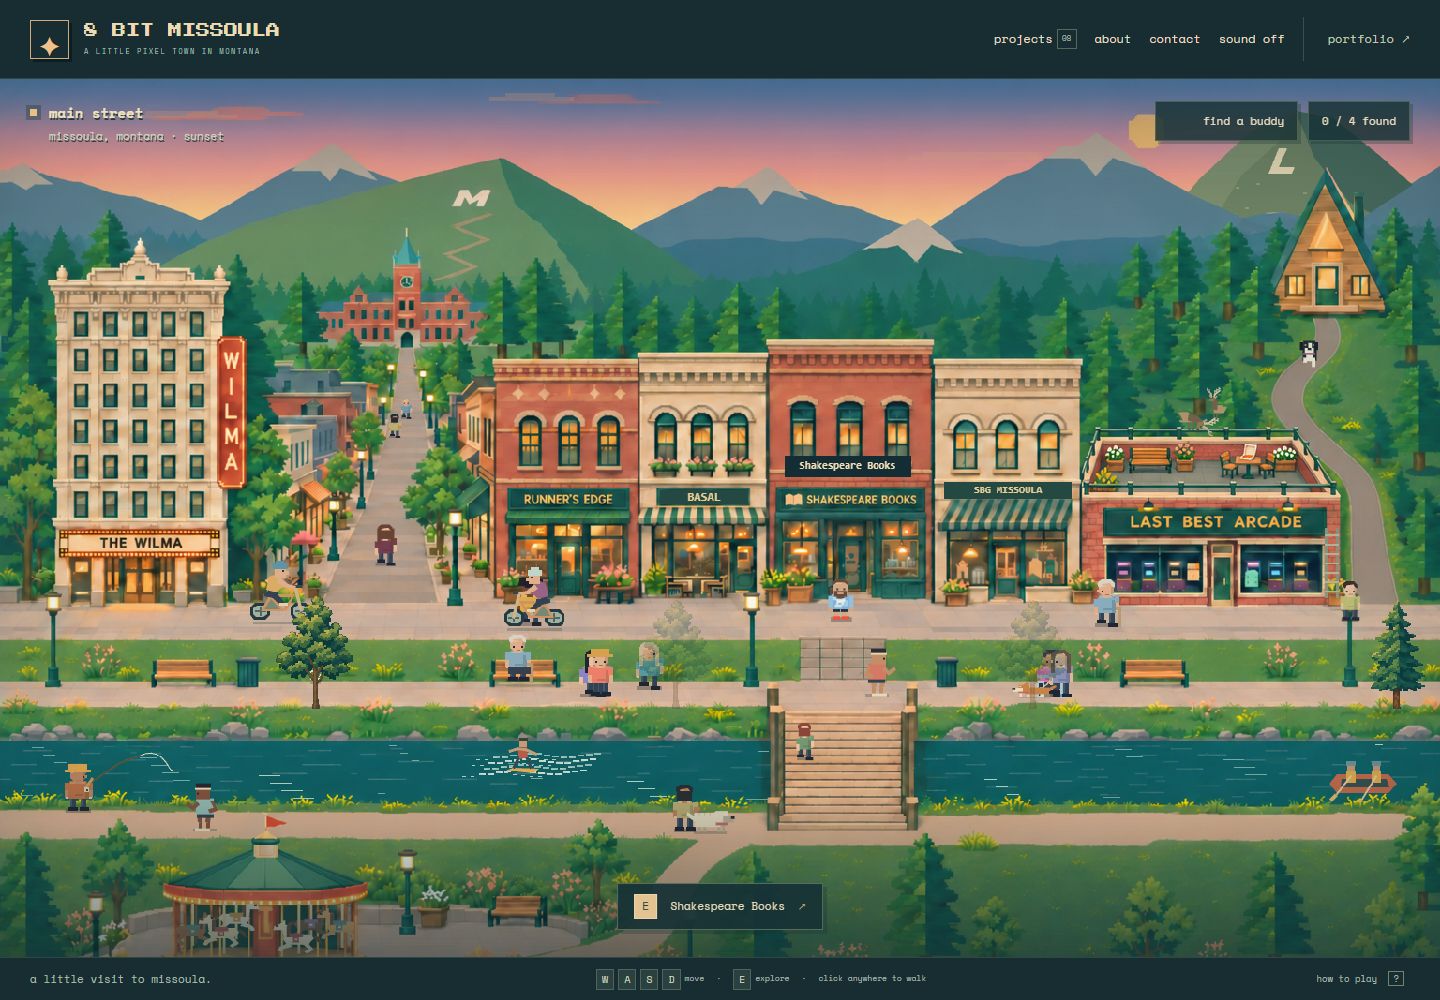 8 BIT MISSOULA
A LITTLE PIXEL TOWN IN MONTANA
projects 08 about contact sound off portfolio ↗
main street
missoula, montana · sunset
find a buddy
0 / 4 found
M
L
WILMA
THE WILMA
RUNNER'S EDGE
BASAL
Shakespeare Books
SHAKESPEARE BOOKS
SBG MISSOULA
LAST BEST ARCADE
E Shakespeare Books ↗
a little visit to missoula.
W A S D move · E explore · click anywhere to walk
how to play ?